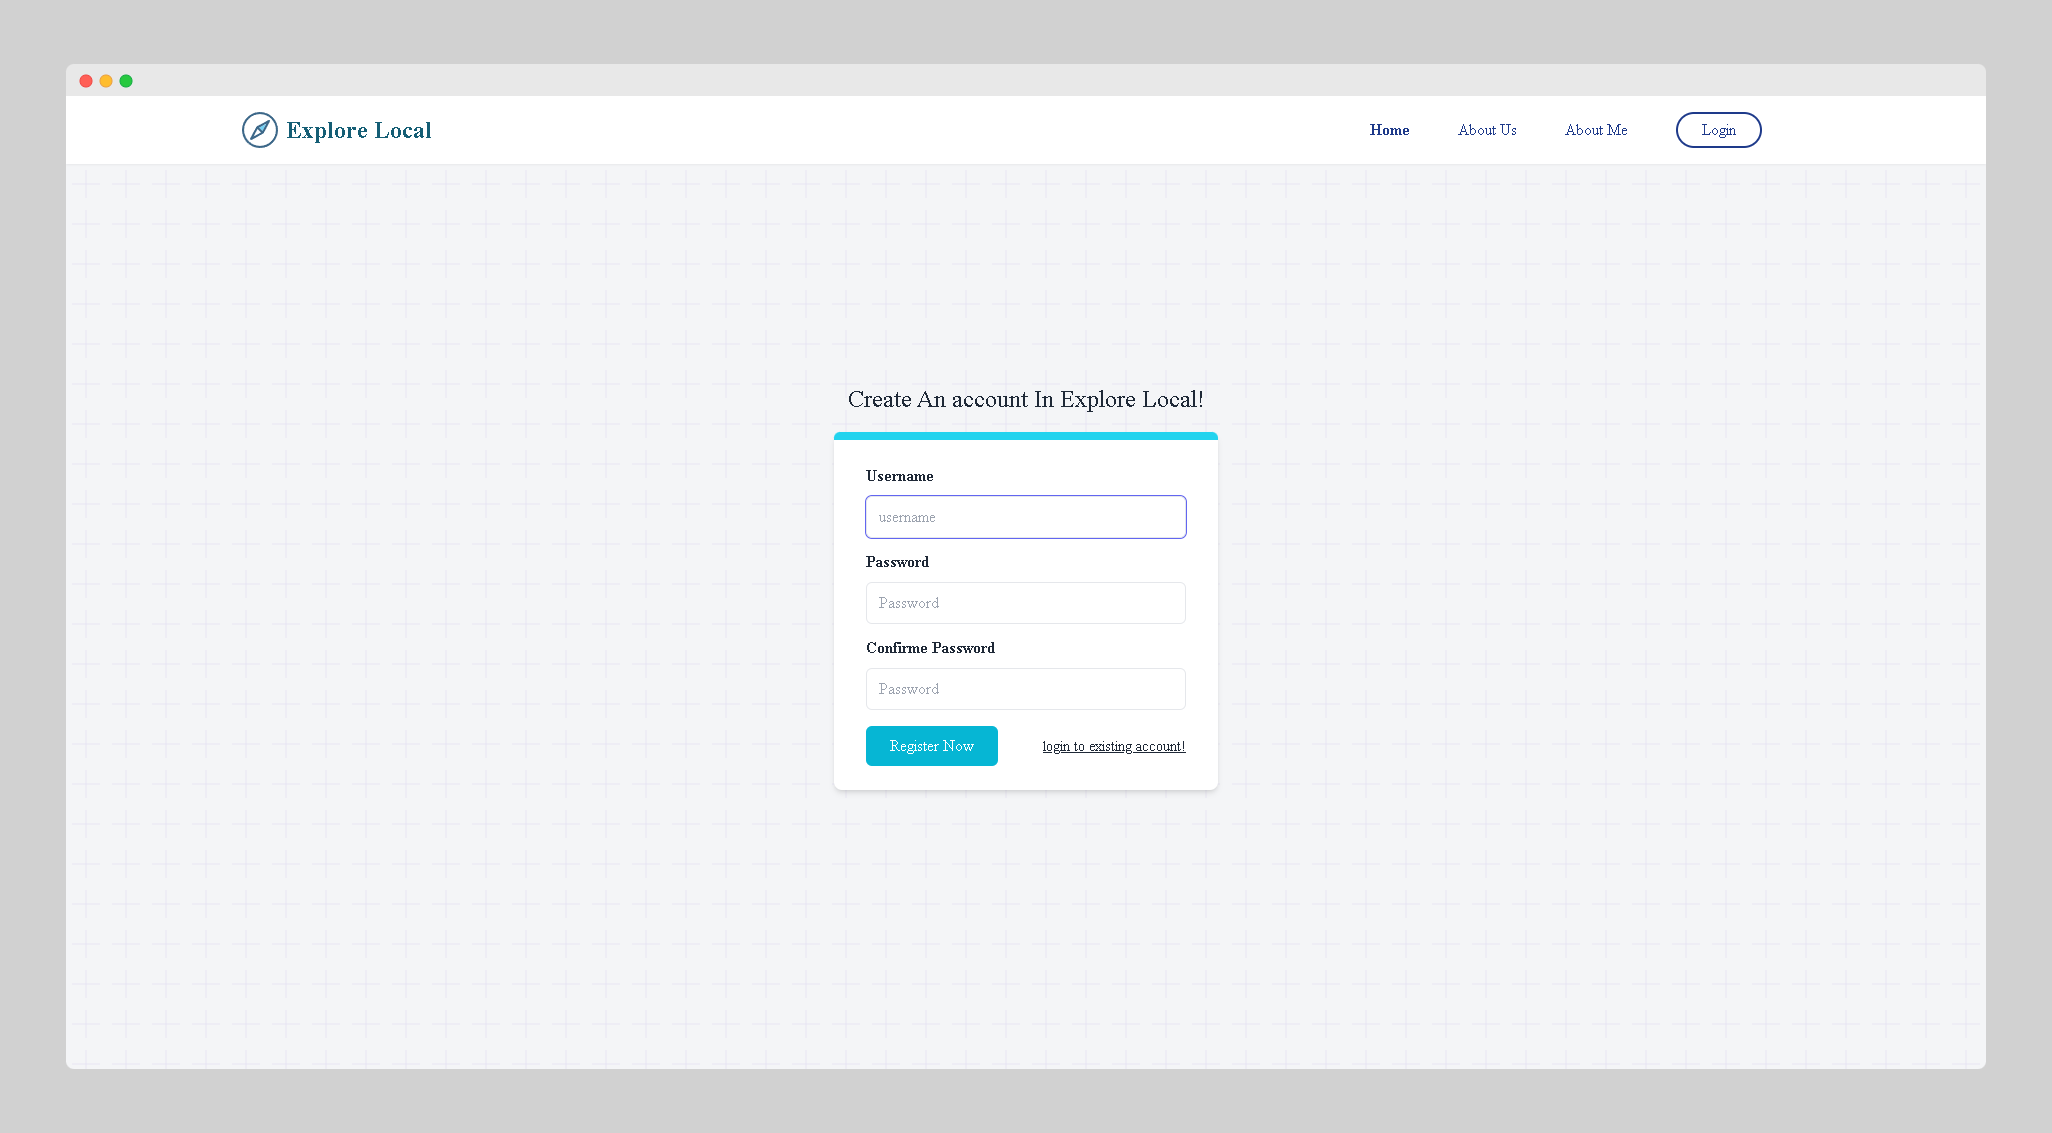 Explore Local
Home
About Us
About Me
Login
Create An account In Explore Local!
Username
username
Password
Password
Confirme Password
Password
Register Now
login to existing account!